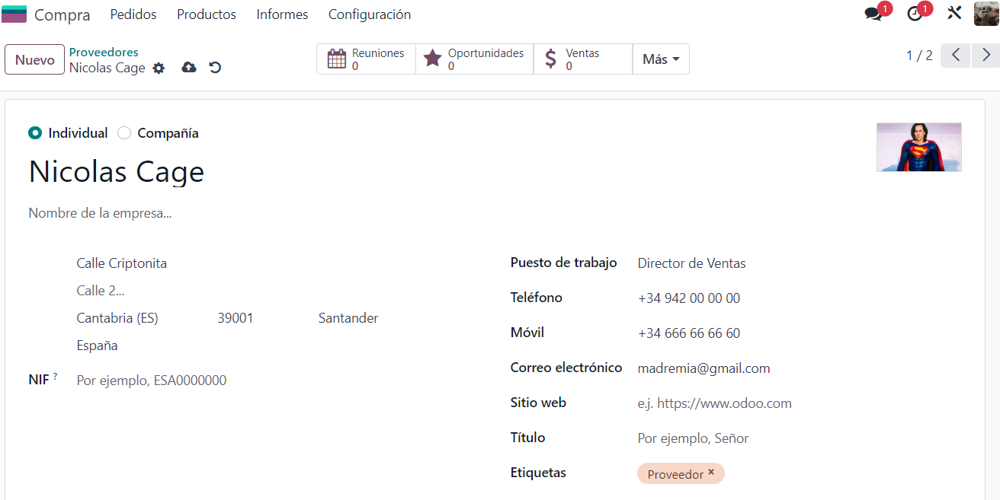 Compra Pedidos Productos Informes Configuración 1 1
Nuevo Proveedores Nicolas Cage Reuniones 0 Oportunidades 0 $ Ventas 0 Más 1 / 2
Individual Compañía
Nicolas Cage
Nombre de la empresa...
Calle Criptonita
Calle 2...
Cantabria (ES) 39001 Santander
España
NIF ? Por ejemplo, ESA0000000
Puesto de trabajo Director de Ventas
Teléfono +34 942 00 00 00
Móvil +34 666 66 66 60
Correo electrónico madremia@gmail.com
Sitio web e.j. https://www.odoo.com
Título Por ejemplo, Señor
Etiquetas Proveedor ×